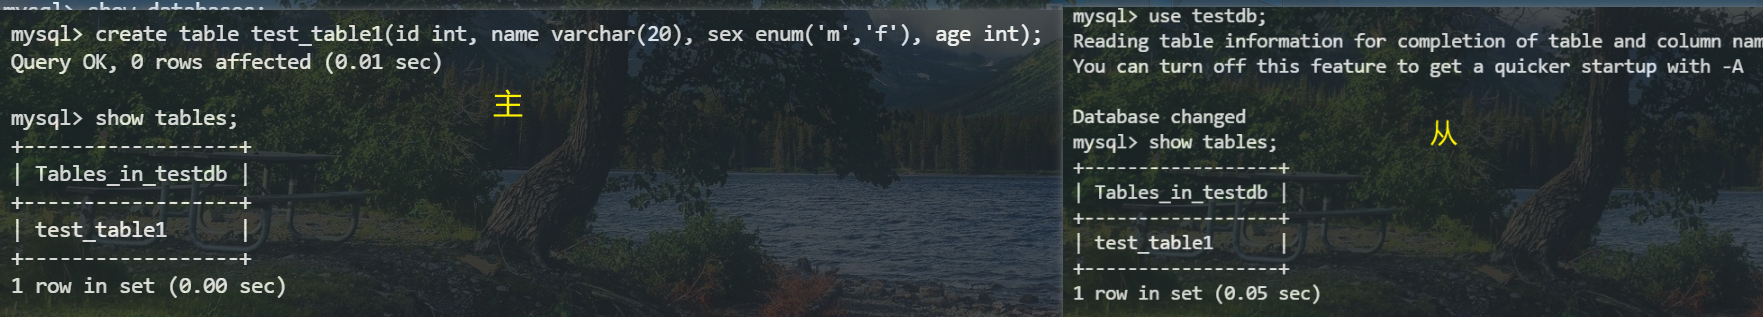 mysql> show databases;
mysql> create table test_table1(id int, name varchar(20), sex enum('m','f'), age int);
Query OK, 0 rows affected (0.01 sec)
主
mysql> show tables;
+------------------+
| Tables_in_testdb |
+------------------+
| test_table1      |
+------------------+
1 row in set (0.00 sec)
mysql> use testdb;
Reading table information for completion of table and column nam
You can turn off this feature to get a quicker startup with -A
Database changed
从
mysql> show tables;
+------------------+
| Tables_in_testdb |
+------------------+
| test_table1      |
+------------------+
1 row in set (0.05 sec)